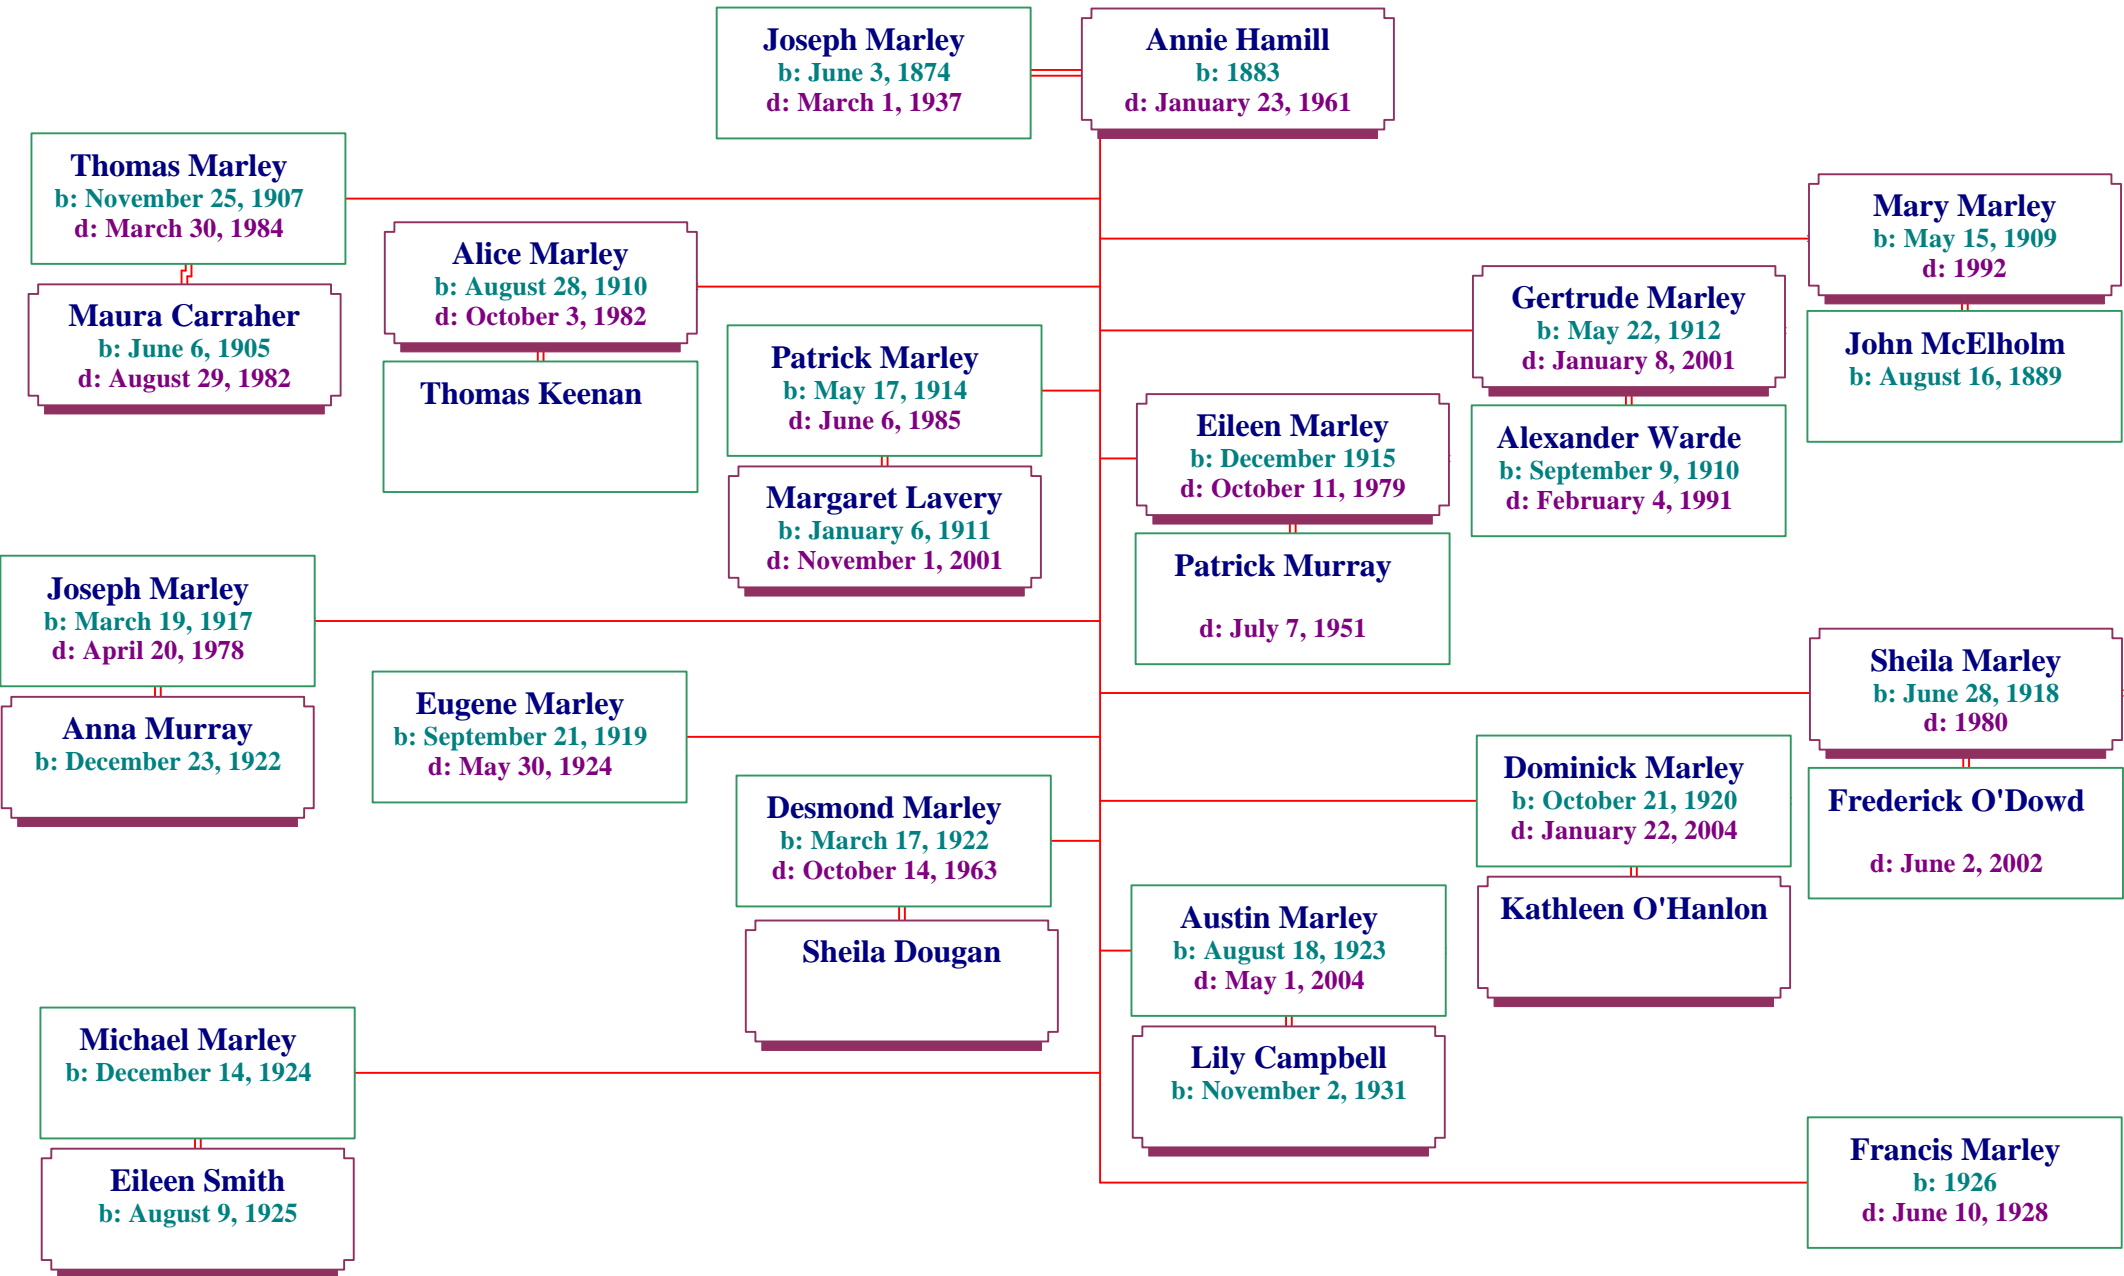 Joseph Marley
b: June 3, 1874
d: March 1, 1937
Annie Hamill
b: 1883
d: January 23, 1961
Thomas Marley
b: November 25, 1907
d: March 30, 1984
Maura Carraher
b: June 6, 1905
d: August 29, 1982
Mary Marley
b: May 15, 1909
d: 1992
John McElholm
b: August 16, 1889
Alice Marley
b: August 28, 1910
d: October 3, 1982
Thomas Keenan
Gertrude Marley
b: May 22, 1912
d: January 8, 2001
Alexander Warde
b: September 9, 1910
d: February 4, 1991
Patrick Marley
b: May 17, 1914
d: June 6, 1985
Margaret Lavery
b: January 6, 1911
d: November 1, 2001
Eileen Marley
b: December 1915
d: October 11, 1979
Patrick Murray
d: July 7, 1951
Joseph Marley
b: March 19, 1917
d: April 20, 1978
Anna Murray
b: December 23, 1922
Sheila Marley
b: June 28, 1918
d: 1980
Frederick O'Dowd
d: June 2, 2002
Eugene Marley
b: September 21, 1919
d: May 30, 1924
Dominick Marley
b: October 21, 1920
d: January 22, 2004
Kathleen O'Hanlon
Desmond Marley
b: March 17, 1922
d: October 14, 1963
Sheila Dougan
Austin Marley
b: August 18, 1923
d: May 1, 2004
Lily Campbell
b: November 2, 1931
Michael Marley
b: December 14, 1924
Eileen Smith
b: August 9, 1925
Francis Marley
b: 1926
d: June 10, 1928